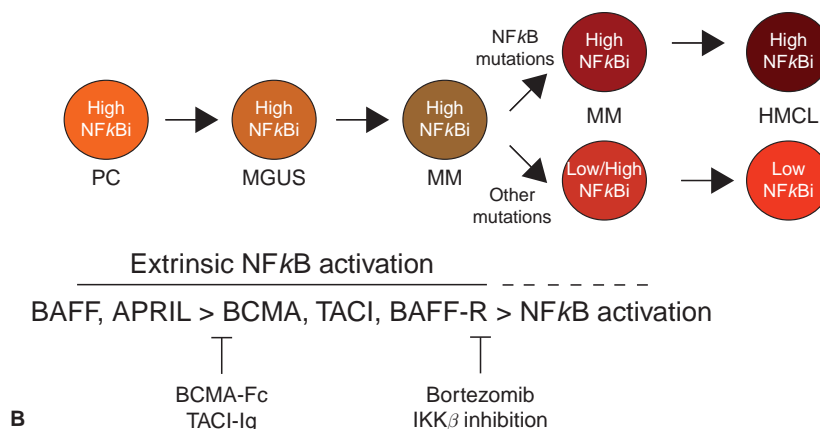 NFkB
mutations
High
NFkBi
High
NFkBi
MM
HMCL
High
NFkBi
High
NFkBi
High
NFkBi
PC
MGUS
MM
Other
mutations
Low/High
NFkBi
Low
NFkBi
Extrinsic NFkB activation
BAFF, APRIL > BCMA, TACI, BAFF-R > NFkB activation
BCMA-Fc
TACI-Ig
Bortezomib
IKKβ inhibition
B